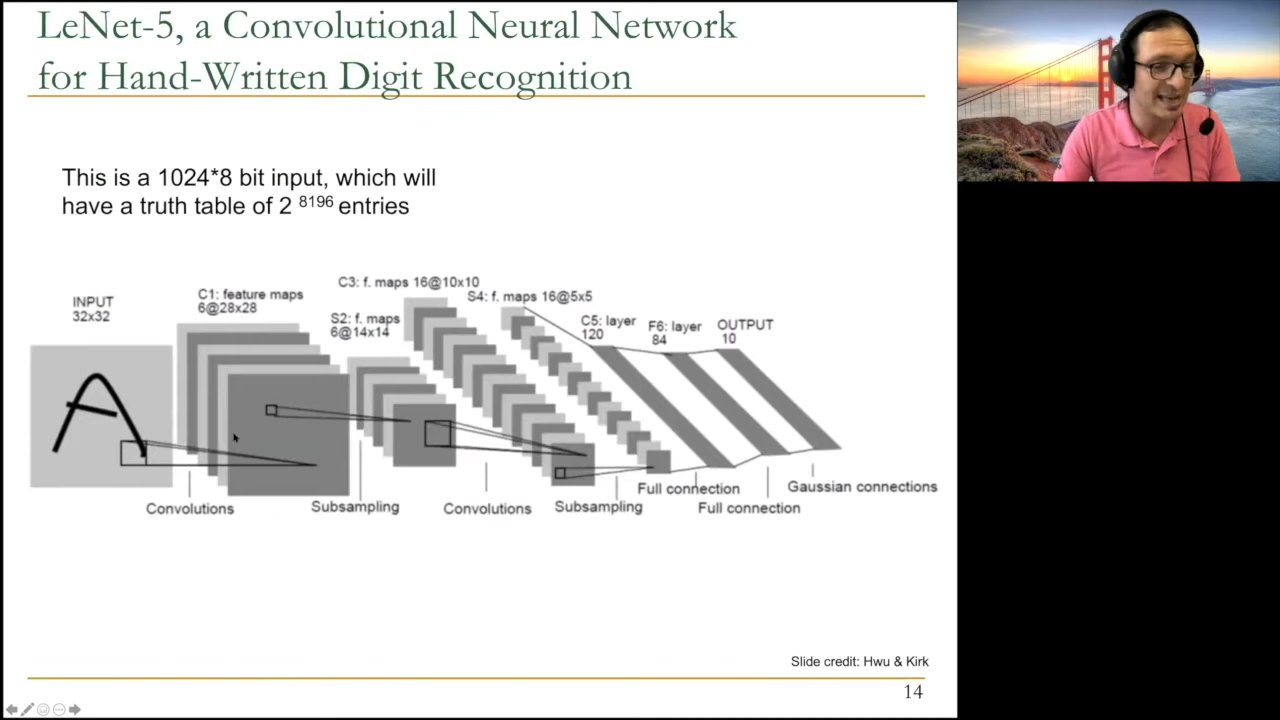 LeNet-5, a Convolutional Neural Network
for Hand-Written Digit Recognition
This is a 1024*8 bit input, which will
have a truth table of 2 8196 entries
INPUT
32x32
C1: feature maps
6@28x28
S2: f. maps
6@14x14
C3: f. maps 16@10x10
S4: f. maps 16@5x5
C5: layer
120
F6: layer
84
OUTPUT
10
A
Convolutions
Subsampling
Convolutions
Subsampling
Full connection
Full connection
Gaussian connections
Slide credit: Hwu & Kirk
14